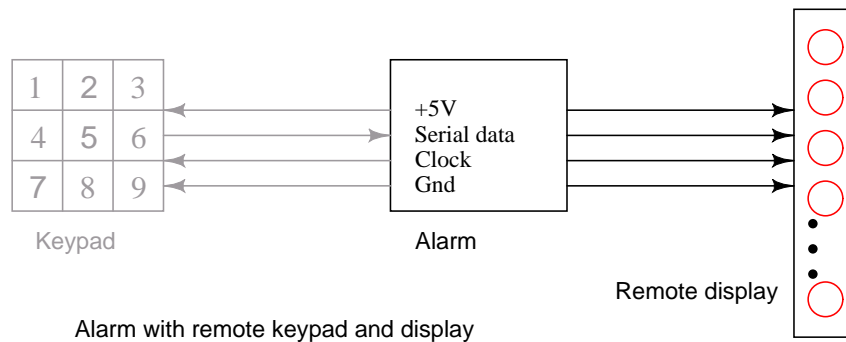 1 2 3
4 5 6
7 8 9
Keypad
+5V
Serial data
Clock
Gnd
Alarm
Remote display
Alarm with remote keypad and display